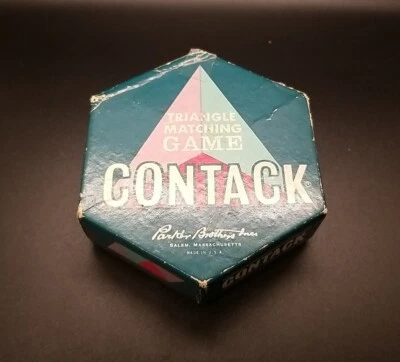 TRIANGLE
MATCHING
GAME
CONTACK®
Parker Brothers Inc.
SALEM, MASSACHUSETTS
MADE IN U.S.A.
CONTACK